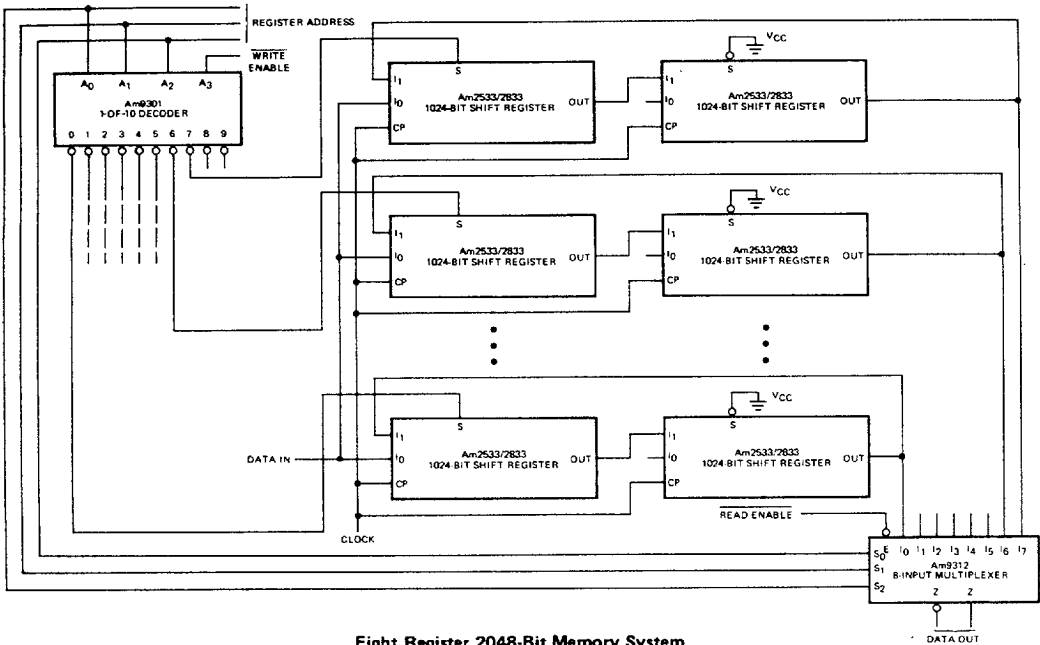 REGISTER ADDRESS
WRITE
ENABLE
A0 A1 A2 A3
Am9301
1-OF-10 DECODER
0 1 2 3 4 5 6 7 8 9
S
I1
I0
CP
Am2533/2833
1024-BIT SHIFT REGISTER
OUT
VCC
S
I1
I0
CP
Am2533/2833
1024-BIT SHIFT REGISTER
OUT
S
I1
I0
CP
Am2533/2833
1024-BIT SHIFT REGISTER
OUT
VCC
S
I1
I0
CP
Am2533/2833
1024-BIT SHIFT REGISTER
OUT
DATA IN
S
I1
I0
CP
Am2533/2833
1024-BIT SHIFT REGISTER
OUT
VCC
S
I1
I0
CP
Am2533/2833
1024-BIT SHIFT REGISTER
OUT
CLOCK
READ ENABLE
E I0 I1 I2 I3 I4 I5 I6 I7
S0
S1
S2
Am9312
8-INPUT MULTIPLEXER
Z Z
DATA OUT
Eight Register 2048-Bit Memory System